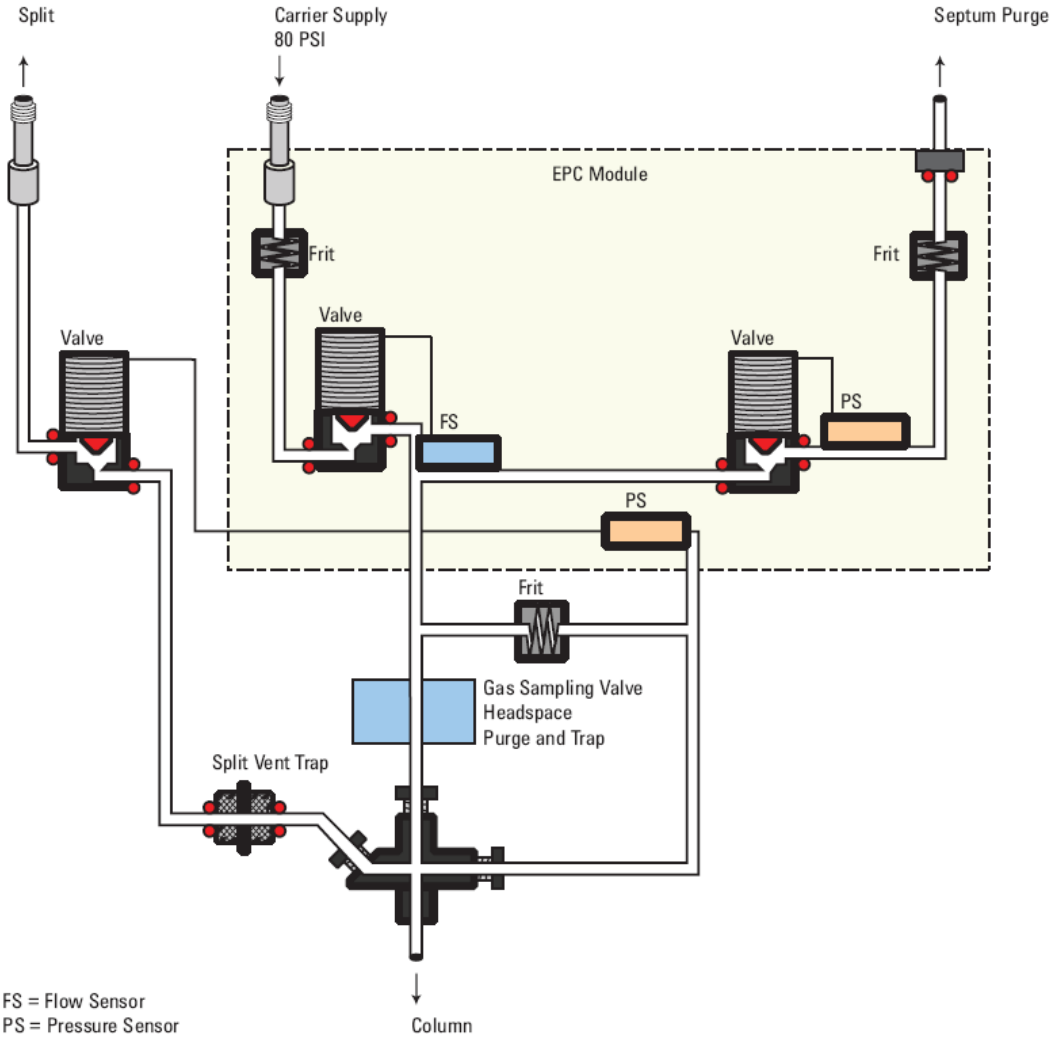 Split
Carrier Supply
80 PSI
Septum Purge
EPC Module
Frit
Frit
Valve
Valve
Valve
FS
PS
PS
Frit
Gas Sampling Valve
Headspace
Purge and Trap
Split Vent Trap
FS = Flow Sensor
PS = Pressure Sensor
Column